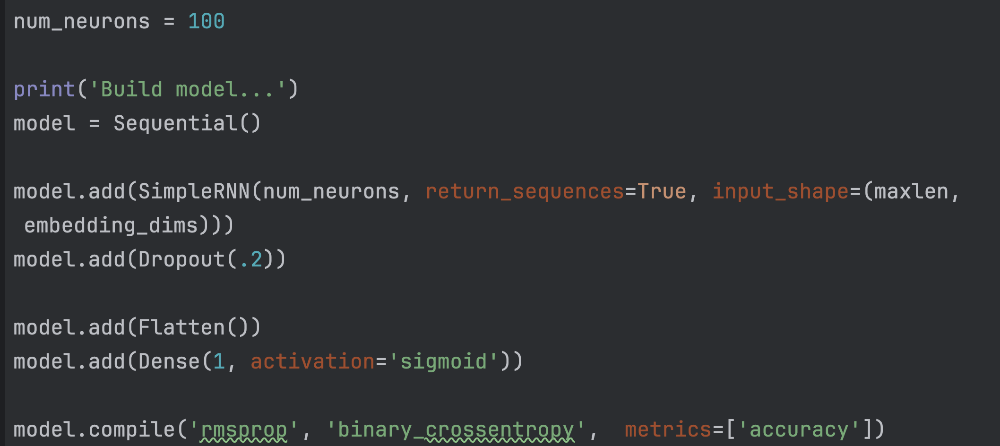 num_neurons = 100
print('Build model...')
model = Sequential()
model.add(SimpleRNN(num_neurons, return_sequences=True, input_shape=(maxlen,
embedding_dims)))
model.add(Dropout(.2))
model.add(Flatten())
model.add(Dense(1, activation='sigmoid'))
model.compile('rmsprop', 'binary_crossentropy',  metrics=['accuracy'])